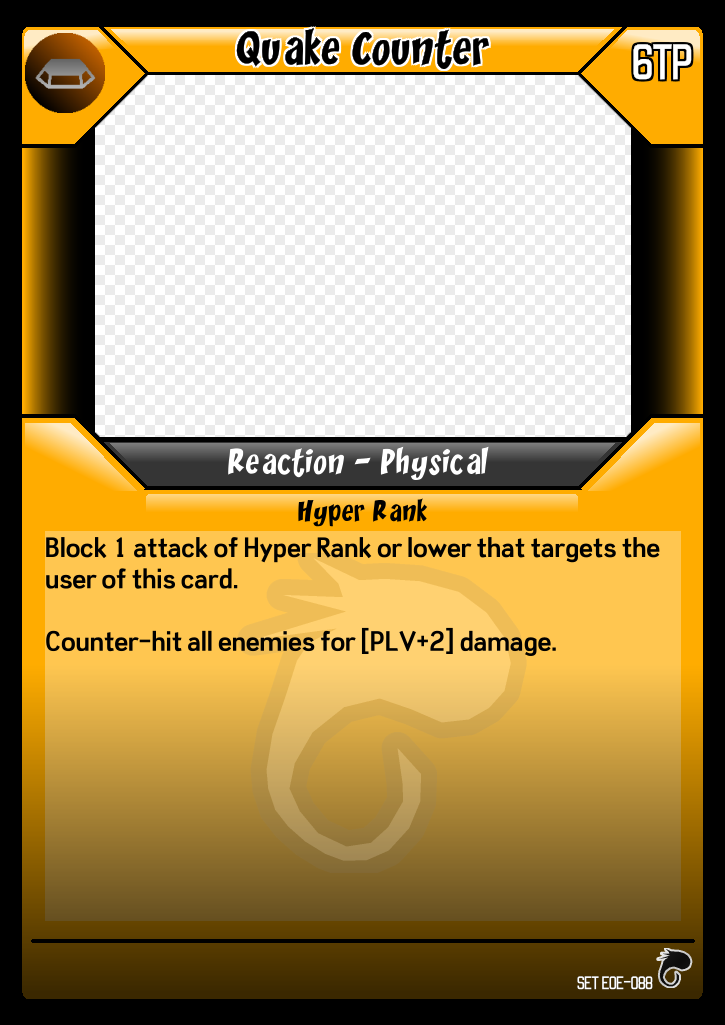 Quake Counter
6TP
Reaction - Physical
Hyper Rank
Block 1 attack of Hyper Rank or lower that targets the
user of this card.
Counter-hit all enemies for [PLV+2] damage.
SET EOE-088